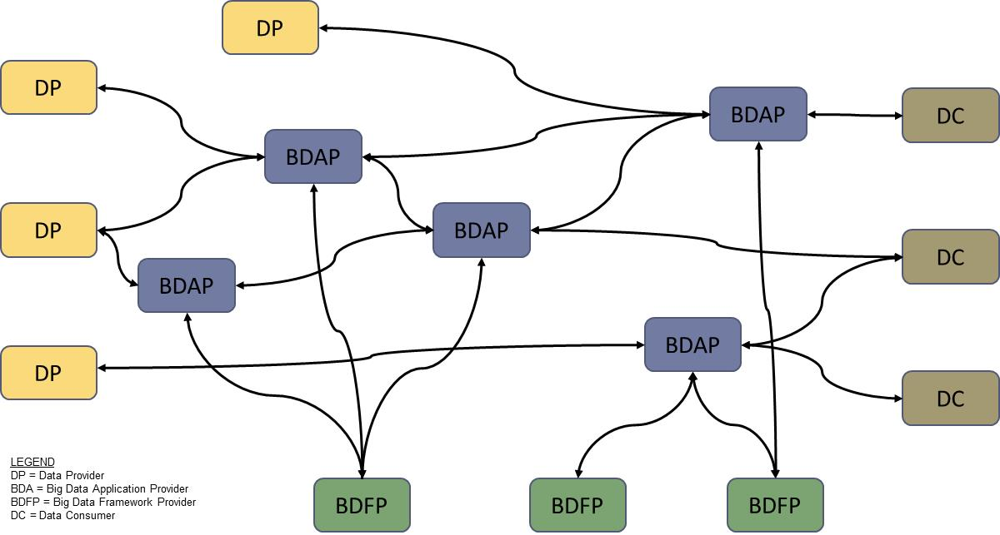 DP
DP
BDAP
DC
BDAP
DP
BDAP
DC
BDAP
BDAP
DP
DC
LEGEND
DP = Data Provider
BDA = Big Data Application Provider
BDFP = Big Data Framework Provider
DC = Data Consumer
BDFP
BDFP
BDFP